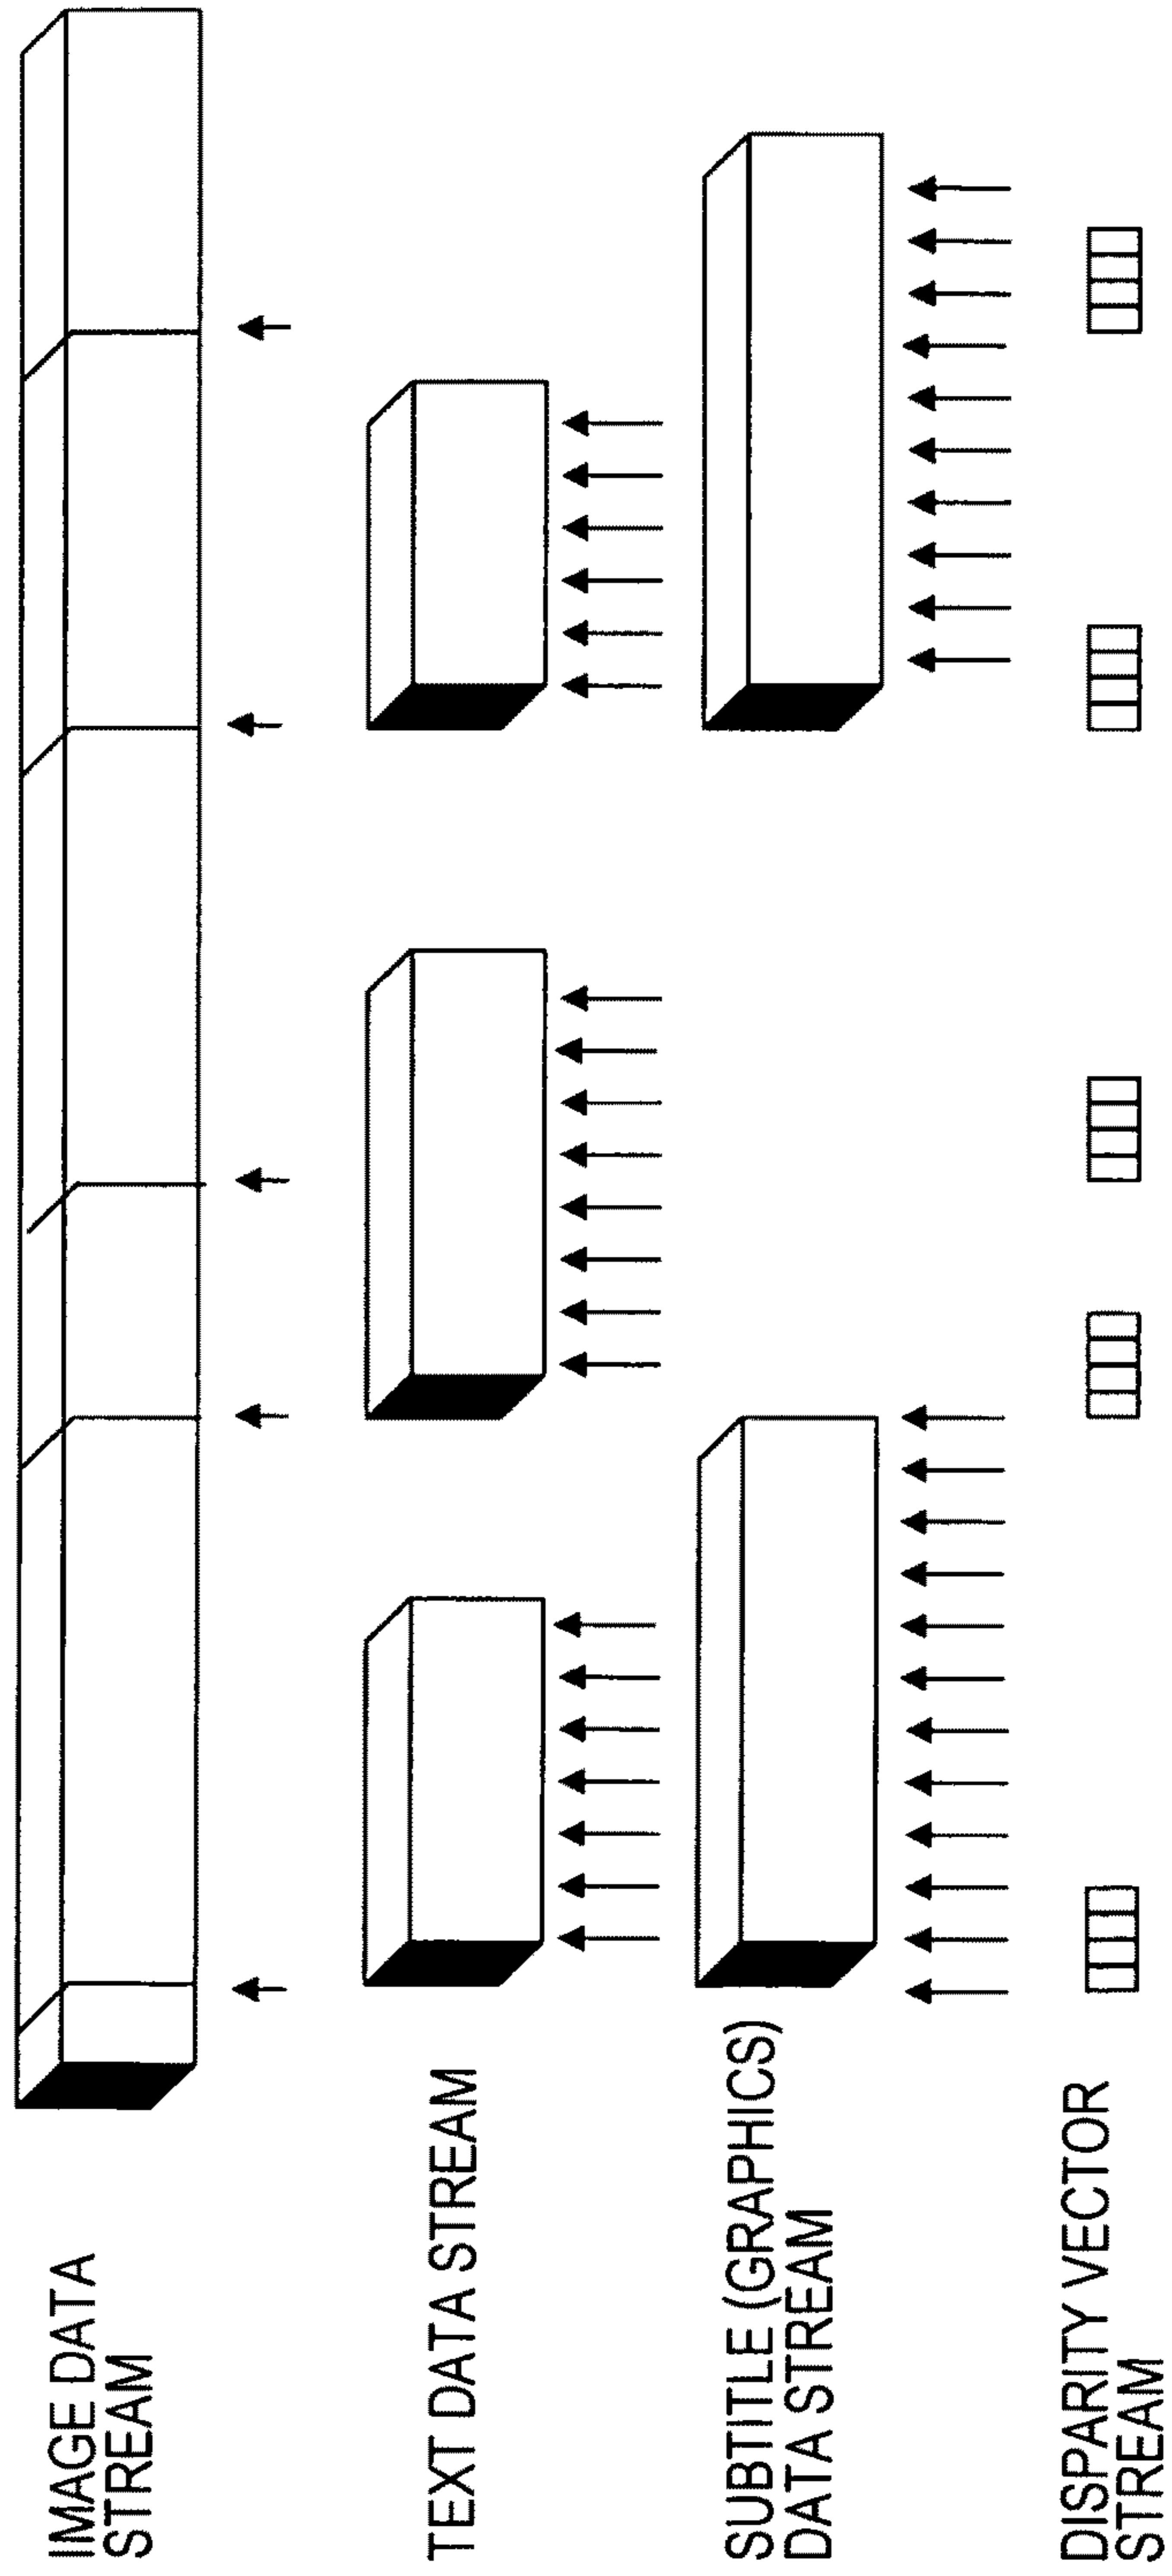 IMAGE DATA
STREAM
TEXT DATA STREAM
SUBTITLE (GRAPHICS)
DATA STREAM
DISPARITY VECTOR
STREAM